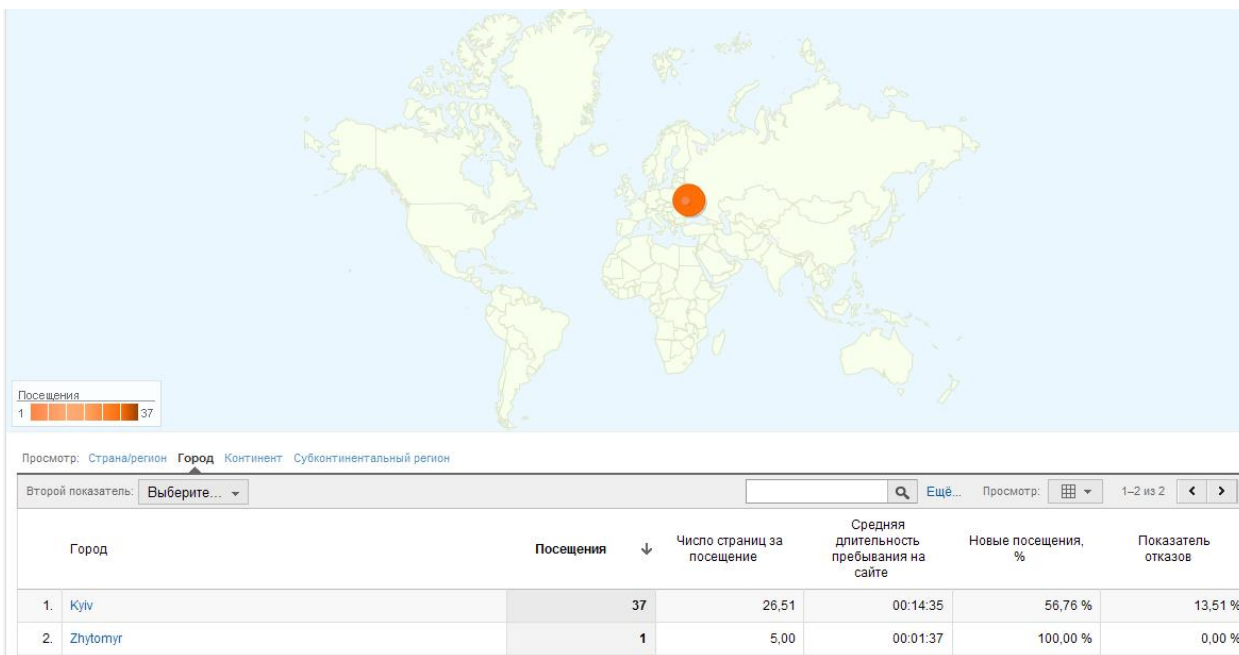 Посещения
1 37
Просмотр: Страна/регион Город Континент Субконтинентальный регион
Второй показатель: Выберите... Ещё... Просмотр: 1–2 из 2
Город Посещения Число страниц за посещение Средняя длительность пребывания на сайте Новые посещения, % Показатель отказов
1. Kyiv 37 26,51 00:14:35 56,76 % 13,51 %
2. Zhytomyr 1 5,00 00:01:37 100,00 % 0,00 %